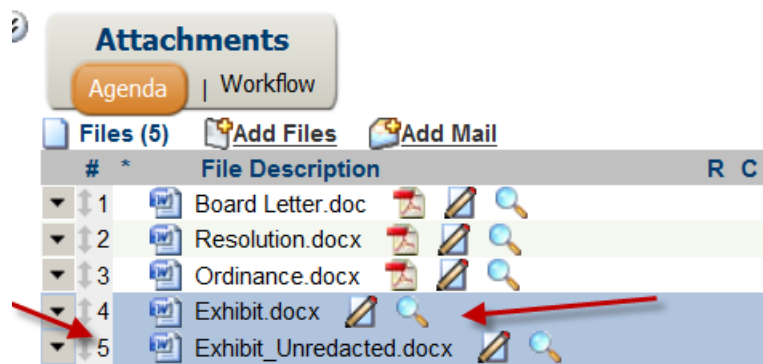 Attachments
Agenda | Workflow
Files (5) Add Files Add Mail
# * File Description R C
1 Board Letter.doc
2 Resolution.docx
3 Ordinance.docx
4 Exhibit.docx
5 Exhibit_Unredacted.docx